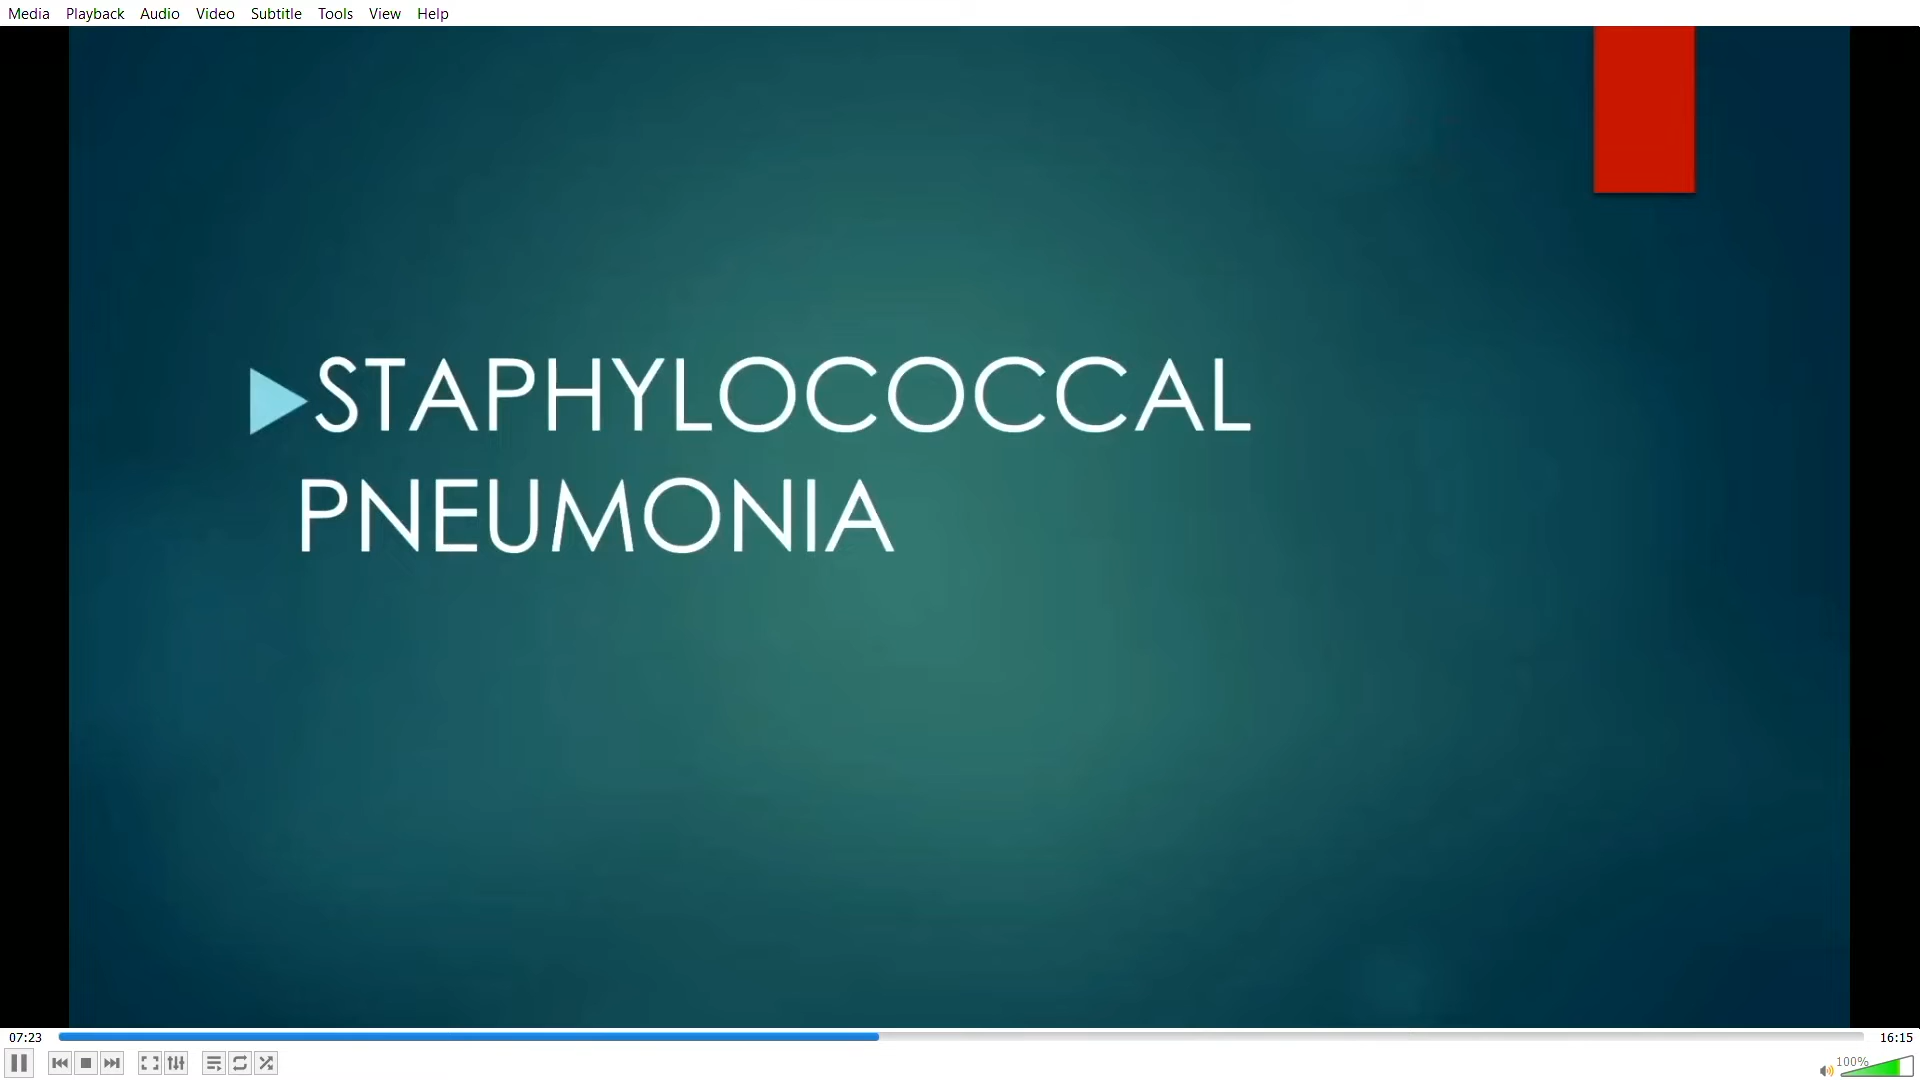 Media Playback Audio Video Subtitle Tools View Help
STAPHYLOCOCCAL
PNEUMONIA
07:23 16:15
100%